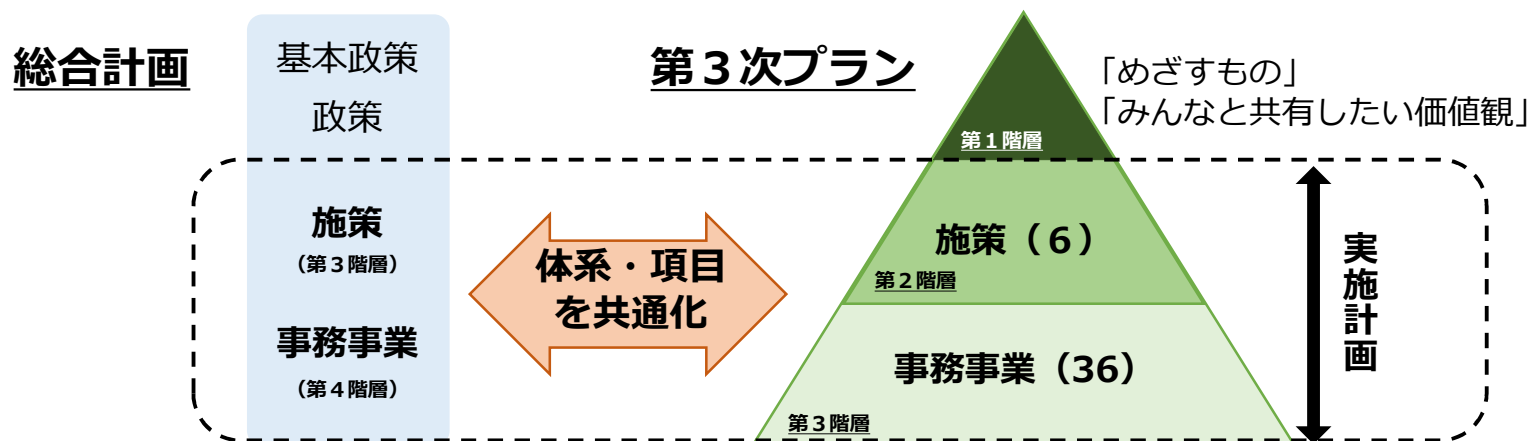 総合計画
基本政策
政策
施策
（第３階層）
事務事業
（第４階層）
体系・項目
を共通化
第３次プラン
「めざすもの」
「みんなと共有したい価値観」
第１階層
施策（６）
第２階層
事務事業（36）
第３階層
実施計画